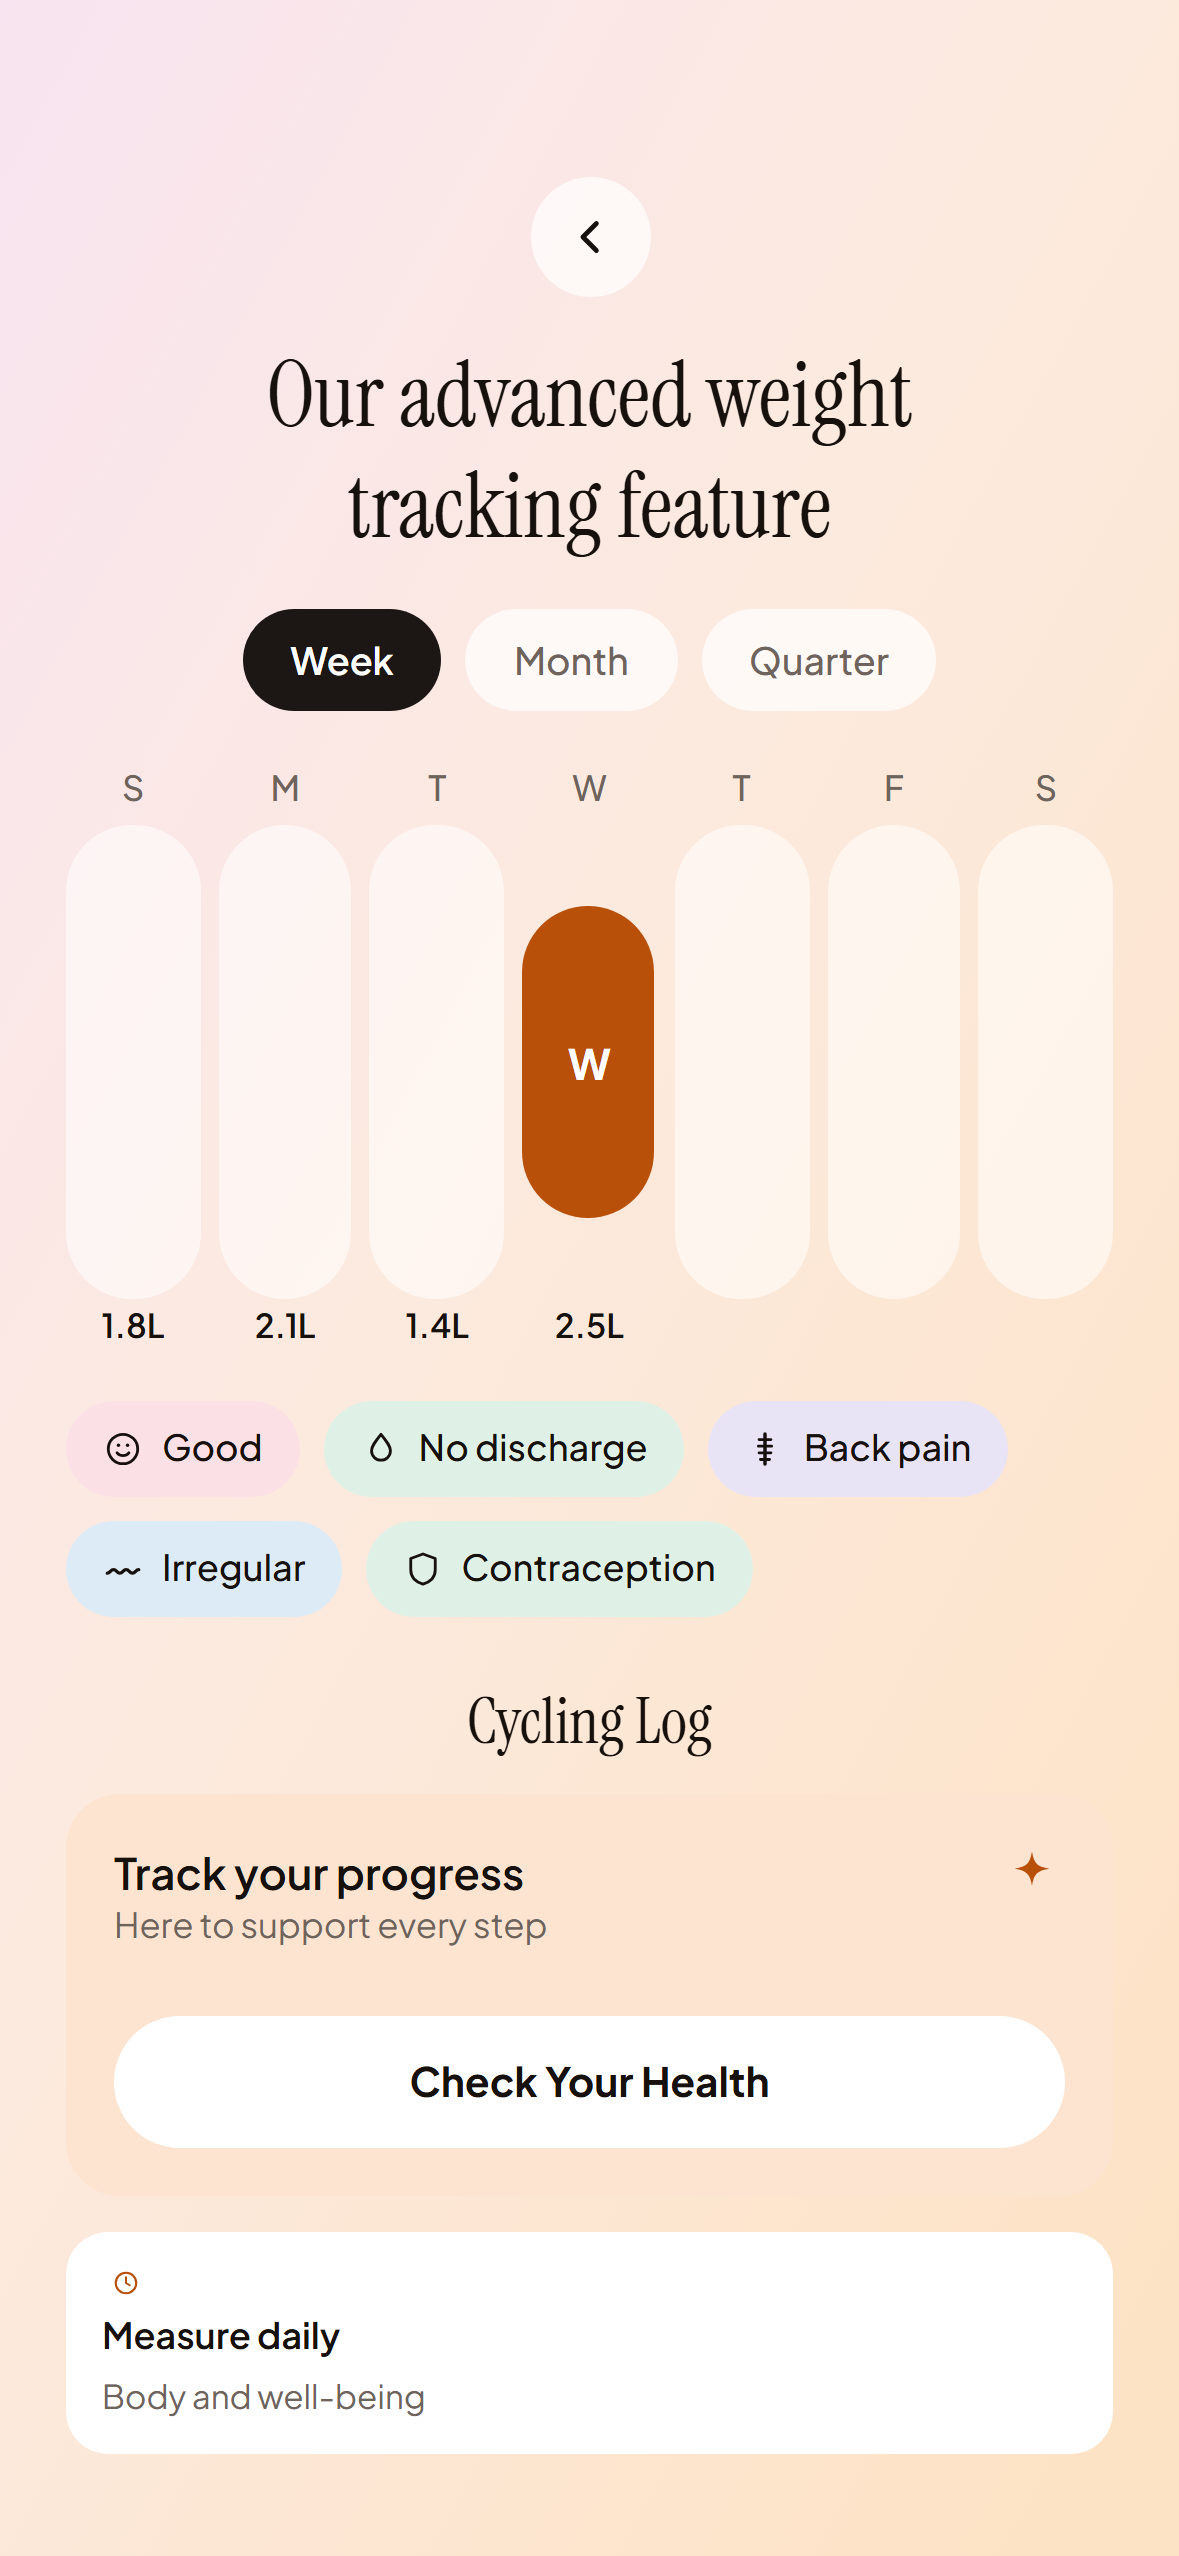 Our advanced weight
tracking feature
Week Month Quarter
S M T W T F S
W
1.8L 2.1L 1.4L 2.5L
Good No discharge Back pain
Irregular Contraception
Cycling Log
Track your progress
Here to support every step
Check Your Health
Measure daily
Body and well-being